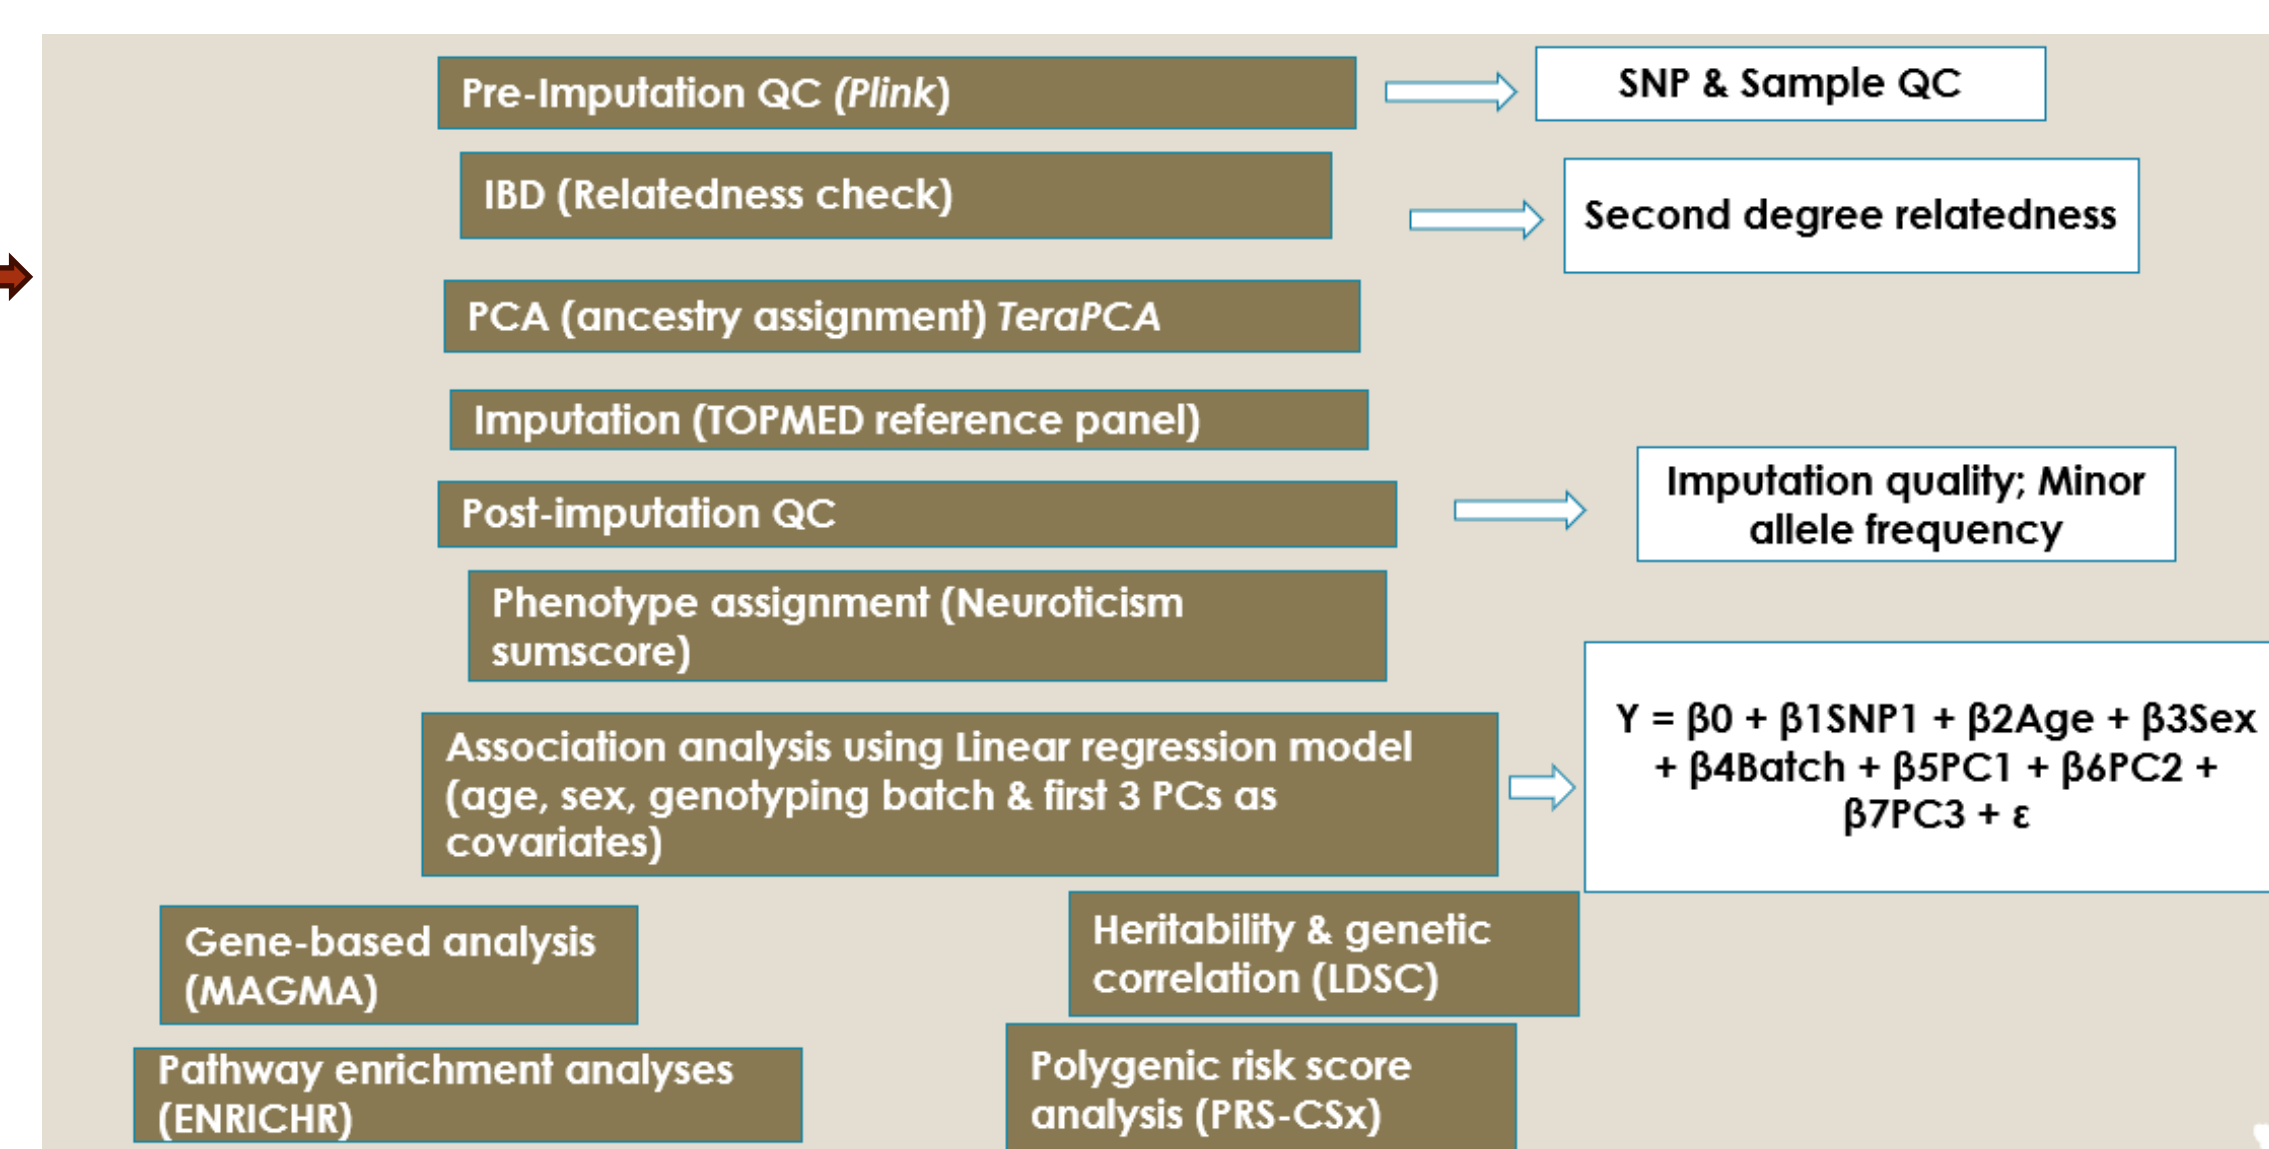 Pre-Imputation QC (Plink)
SNP & Sample QC
IBD (Relatedness check)
Second degree relatedness
PCA (ancestry assignment) TeraPCA
Imputation (TOPMED reference panel)
Post-imputation QC
Imputation quality; Minor
allele frequency
Phenotype assignment (Neuroticism
sumscore)
Association analysis using Linear regression model
(age, sex, genotyping batch & first 3 PCs as
covariates)
Y = β0 + β1SNP1 + β2Age + β3Sex
+ β4Batch + β5PC1 + β6PC2 +
β7PC3 + ε
Gene-based analysis
(MAGMA)
Heritability & genetic
correlation (LDSC)
Pathway enrichment analyses
(ENRICHR)
Polygenic risk score
analysis (PRS-CSx)